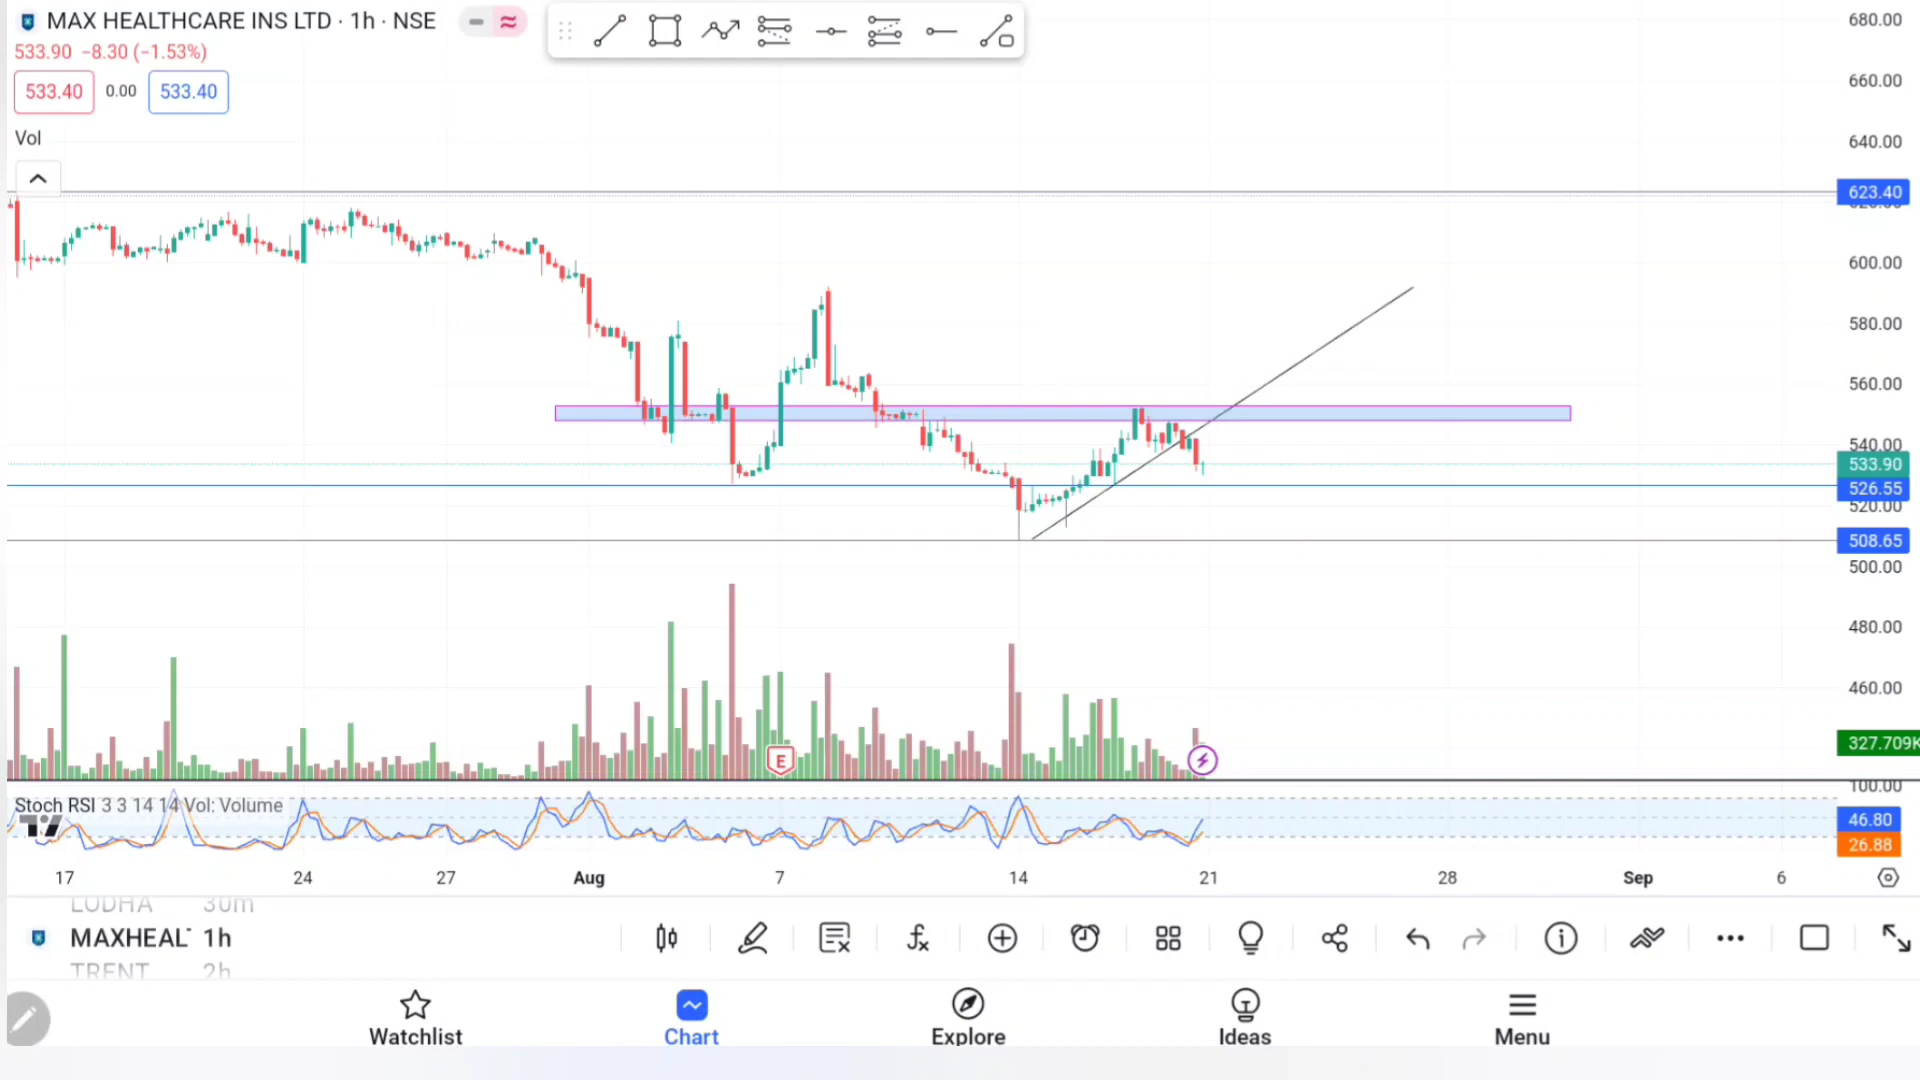 MAX HEALTHCARE INS LTD · 1h · NSE
533.90 −8.30 (−1.53%)
533.40 0.00 533.40
Vol
680.00
660.00
640.00
623.40
600.00
580.00
560.00
540.00
533.90
526.55
520.00
508.65
500.00
480.00
460.00
327.709K
E
100.00
Stoch RSI 3 3 14 14 Vol: Volume
46.80
26.88
17 24 27 Aug 7 14 21 28 Sep 6
LODHA 30m
MAXHEAL 1h
TRENT 2h
Watchlist Chart Explore Ideas Menu